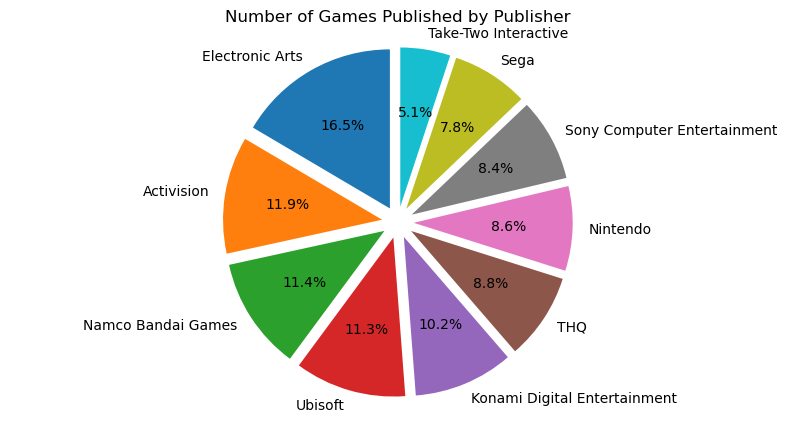 Number of Games Published by Publisher
Take-Two Interactive
Electronic Arts
Sega
5.1%
16.5%
7.8%
Sony Computer Entertainment
8.4%
Activision
11.9%
8.6%
Nintendo
11.4%
8.8%
Namco Bandai Games
11.3%
10.2%
THQ
Ubisoft
Konami Digital Entertainment